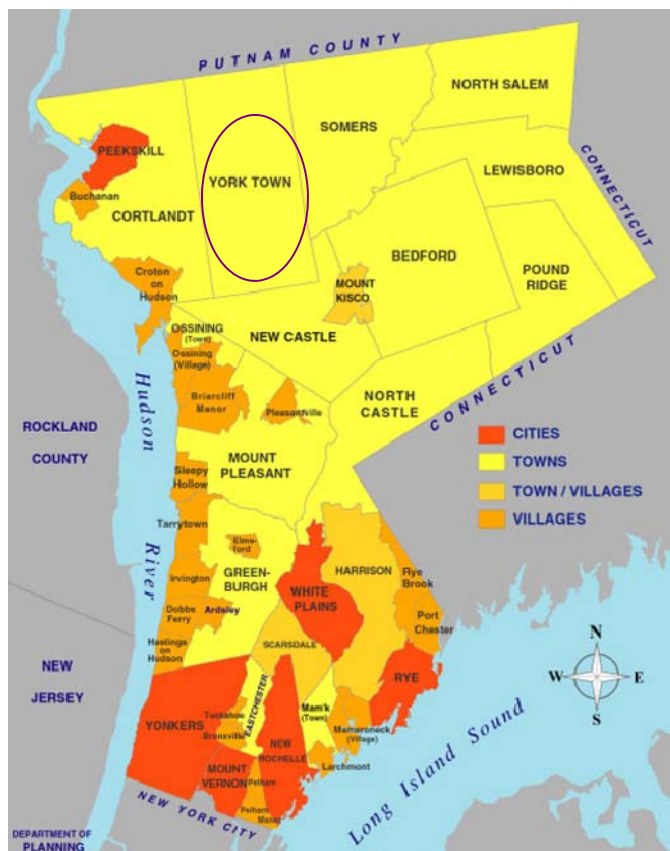 PUTNAM COUNTY
NORTH SALEM
SOMERS
PEEKSKILL
YORK TOWN
LEWISBORO
CONNECTICUT
Buchanan
CORTLANDT
BEDFORD
POUND
RIDGE
Croton
on
Hudson
MOUNT
KISCO
OSSINING
(Town)
NEW CASTLE
Ossining
(Village)
Hudson
River
Briarcliff
Manor
Pleasantville
NORTH
CASTLE
CONNECTICUT
ROCKLAND
COUNTY
CITIES
TOWNS
TOWN / VILLAGES
VILLAGES
MOUNT
PLEASANT
Sleepy
Hollow
Tarrytown
Elms-
ford
GREEN-
BURGH
HARRISON
Rye
Brook
Irvington
WHITE
PLAINS
Dobbs
Ferry
Ardsley
Port
Chester
Hastings
on
Hudson
SCARSDALE
NEW
JERSEY
RYE
N
W
E
S
EASTCHESTER
Mam'k
(Town)
YONKERS
Tuckahoe
Bronxville
Mamaroneck
(Village)
NEW
ROCHELLE
Larchmont
MOUNT
VERNON
Pelham
Pelham
Manor
Long Island Sound
NEW YORK CITY
DEPARTMENT OF
PLANNING